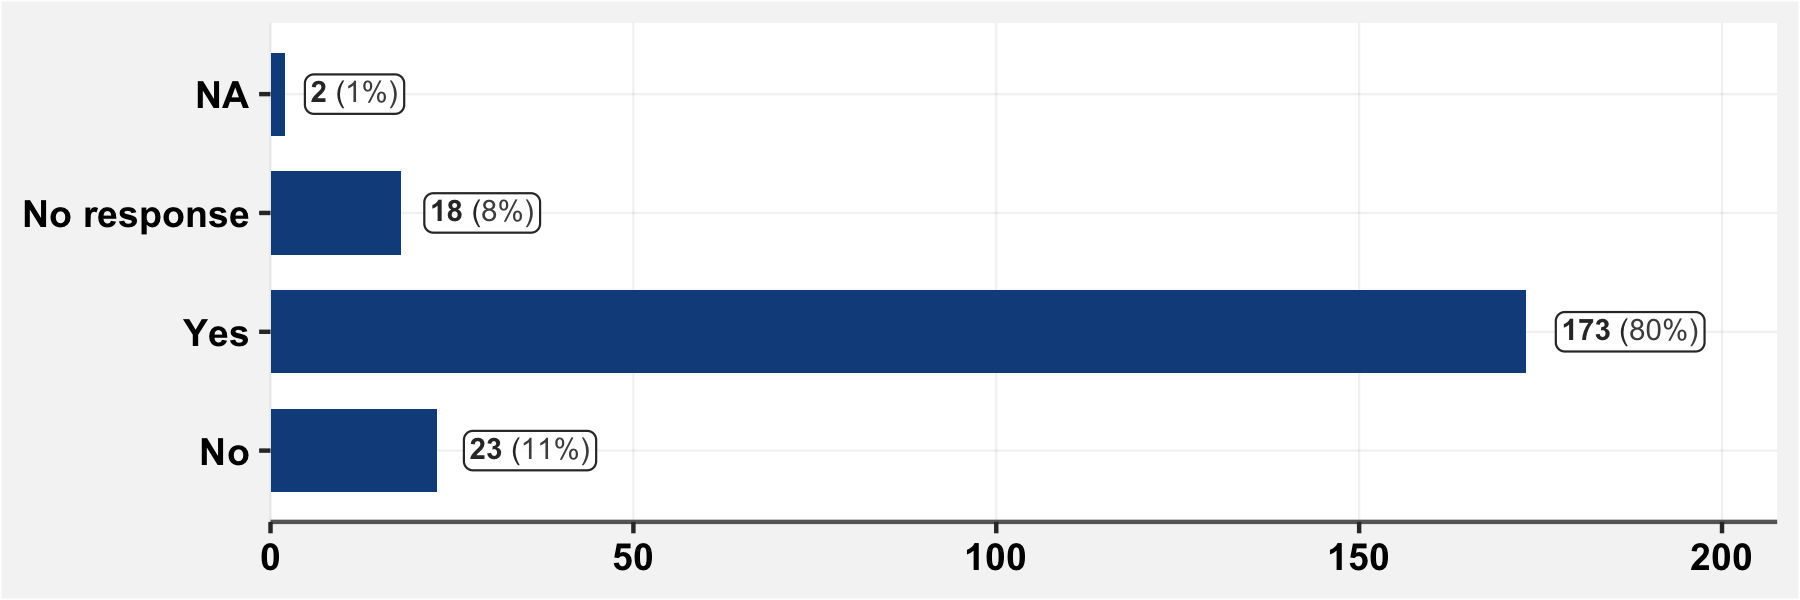 NA
2 (1%)
No response
18 (8%)
Yes
173 (80%)
No
23 (11%)
0 50 100 150 200